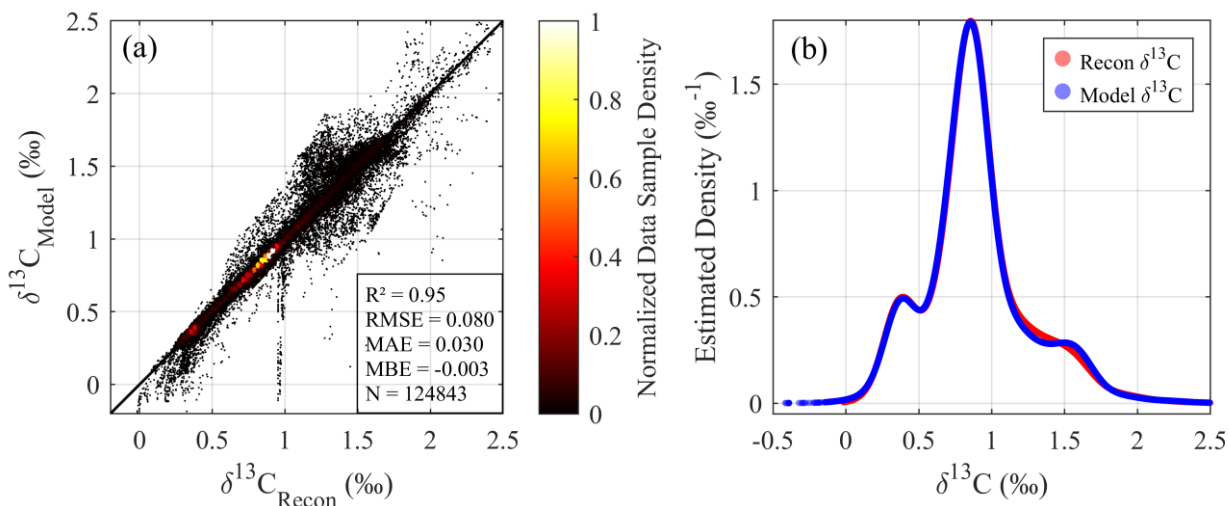 (a)
2.5
2
1.5
1
0.5
0
0
0.5
1
1.5
2
2.5
δ¹³C_Model (‰)
δ¹³C_Recon (‰)
R² = 0.95
RMSE = 0.080
MAE = 0.030
MBE = -0.003
N = 124843
1
0.8
0.6
0.4
0.2
0
Normalized Data Sample Density
(b)
Recon δ¹³C
Model δ¹³C
1.5
1
0.5
0
Estimated Density (‰⁻¹)
-0.5
0
0.5
1
1.5
2
2.5
δ¹³C (‰)